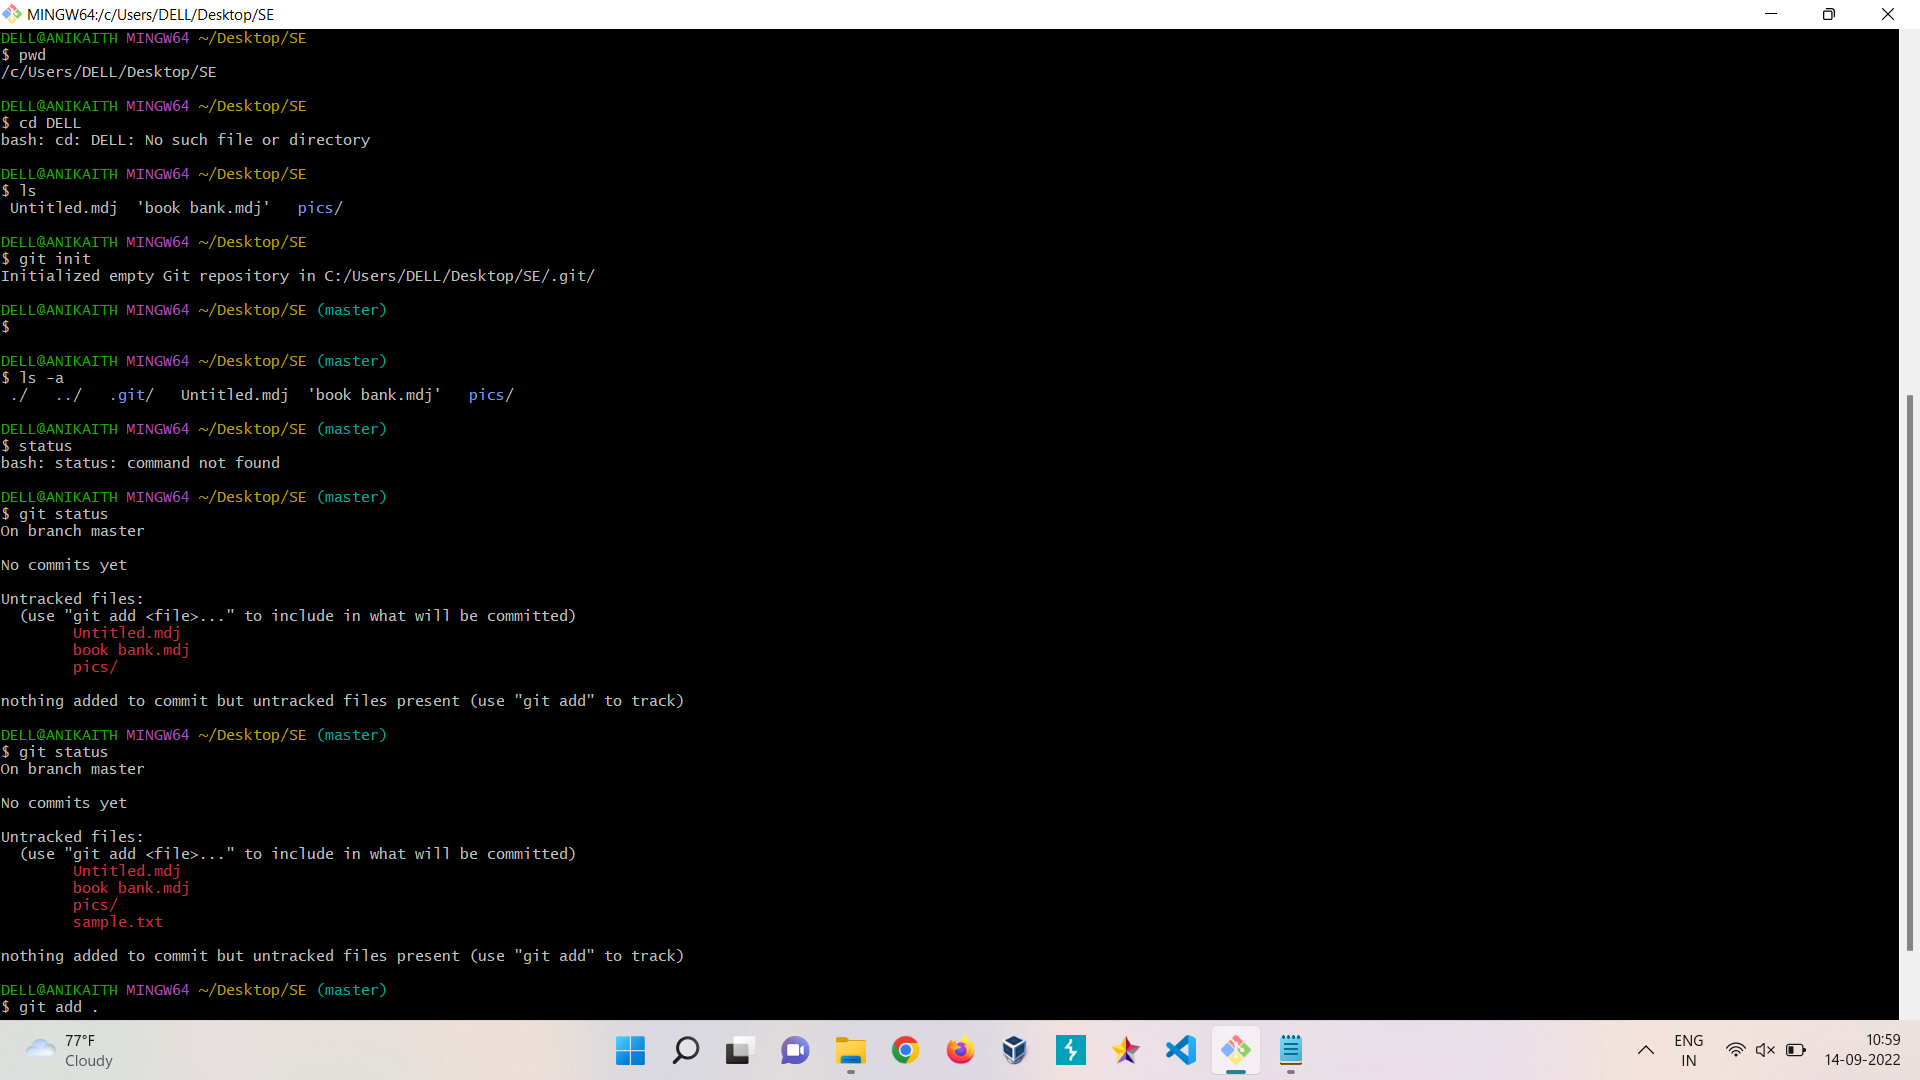 MINGW64:/c/Users/DELL/Desktop/SE
DELL@ANIKAITH MINGW64 ~/Desktop/SE
$ pwd
/c/Users/DELL/Desktop/SE
DELL@ANIKAITH MINGW64 ~/Desktop/SE
$ cd DELL
bash: cd: DELL: No such file or directory
DELL@ANIKAITH MINGW64 ~/Desktop/SE
$ ls
Untitled.mdj  'book bank.mdj'   pics/
DELL@ANIKAITH MINGW64 ~/Desktop/SE
$ git init
Initialized empty Git repository in C:/Users/DELL/Desktop/SE/.git/
DELL@ANIKAITH MINGW64 ~/Desktop/SE (master)
$
DELL@ANIKAITH MINGW64 ~/Desktop/SE (master)
$ ls -a
./   ../   .git/   Untitled.mdj  'book bank.mdj'   pics/
DELL@ANIKAITH MINGW64 ~/Desktop/SE (master)
$ status
bash: status: command not found
DELL@ANIKAITH MINGW64 ~/Desktop/SE (master)
$ git status
On branch master
No commits yet
Untracked files:
(use "git add <file>..." to include in what will be committed)
Untitled.mdj
book bank.mdj
pics/
nothing added to commit but untracked files present (use "git add" to track)
DELL@ANIKAITH MINGW64 ~/Desktop/SE (master)
$ git status
On branch master
No commits yet
Untracked files:
(use "git add <file>..." to include in what will be committed)
Untitled.mdj
book bank.mdj
pics/
sample.txt
nothing added to commit but untracked files present (use "git add" to track)
DELL@ANIKAITH MINGW64 ~/Desktop/SE (master)
$ git add .
77°F
Cloudy
ENG
IN
10:59
14-09-2022